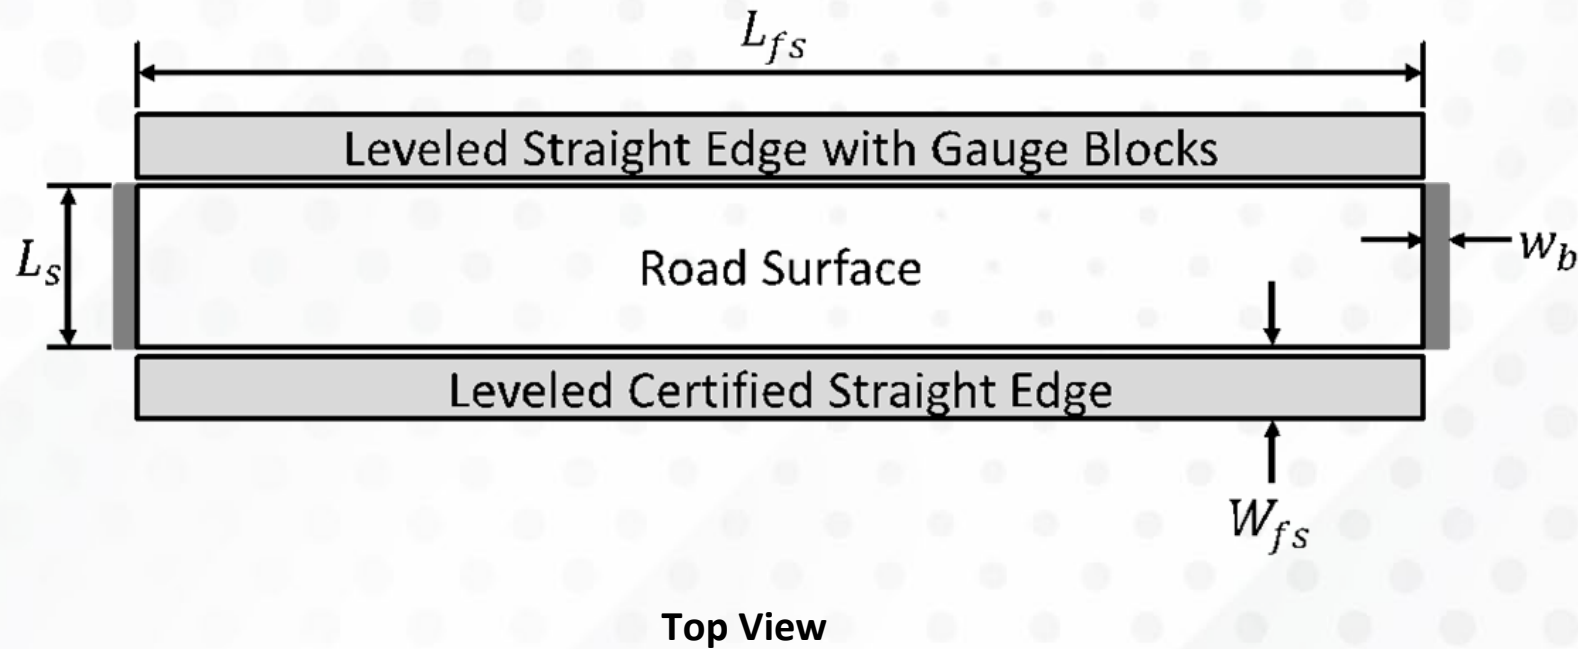 L_fs
Leveled Straight Edge with Gauge Blocks
L_s
Road Surface
w_b
Leveled Certified Straight Edge
W_fs
Top View